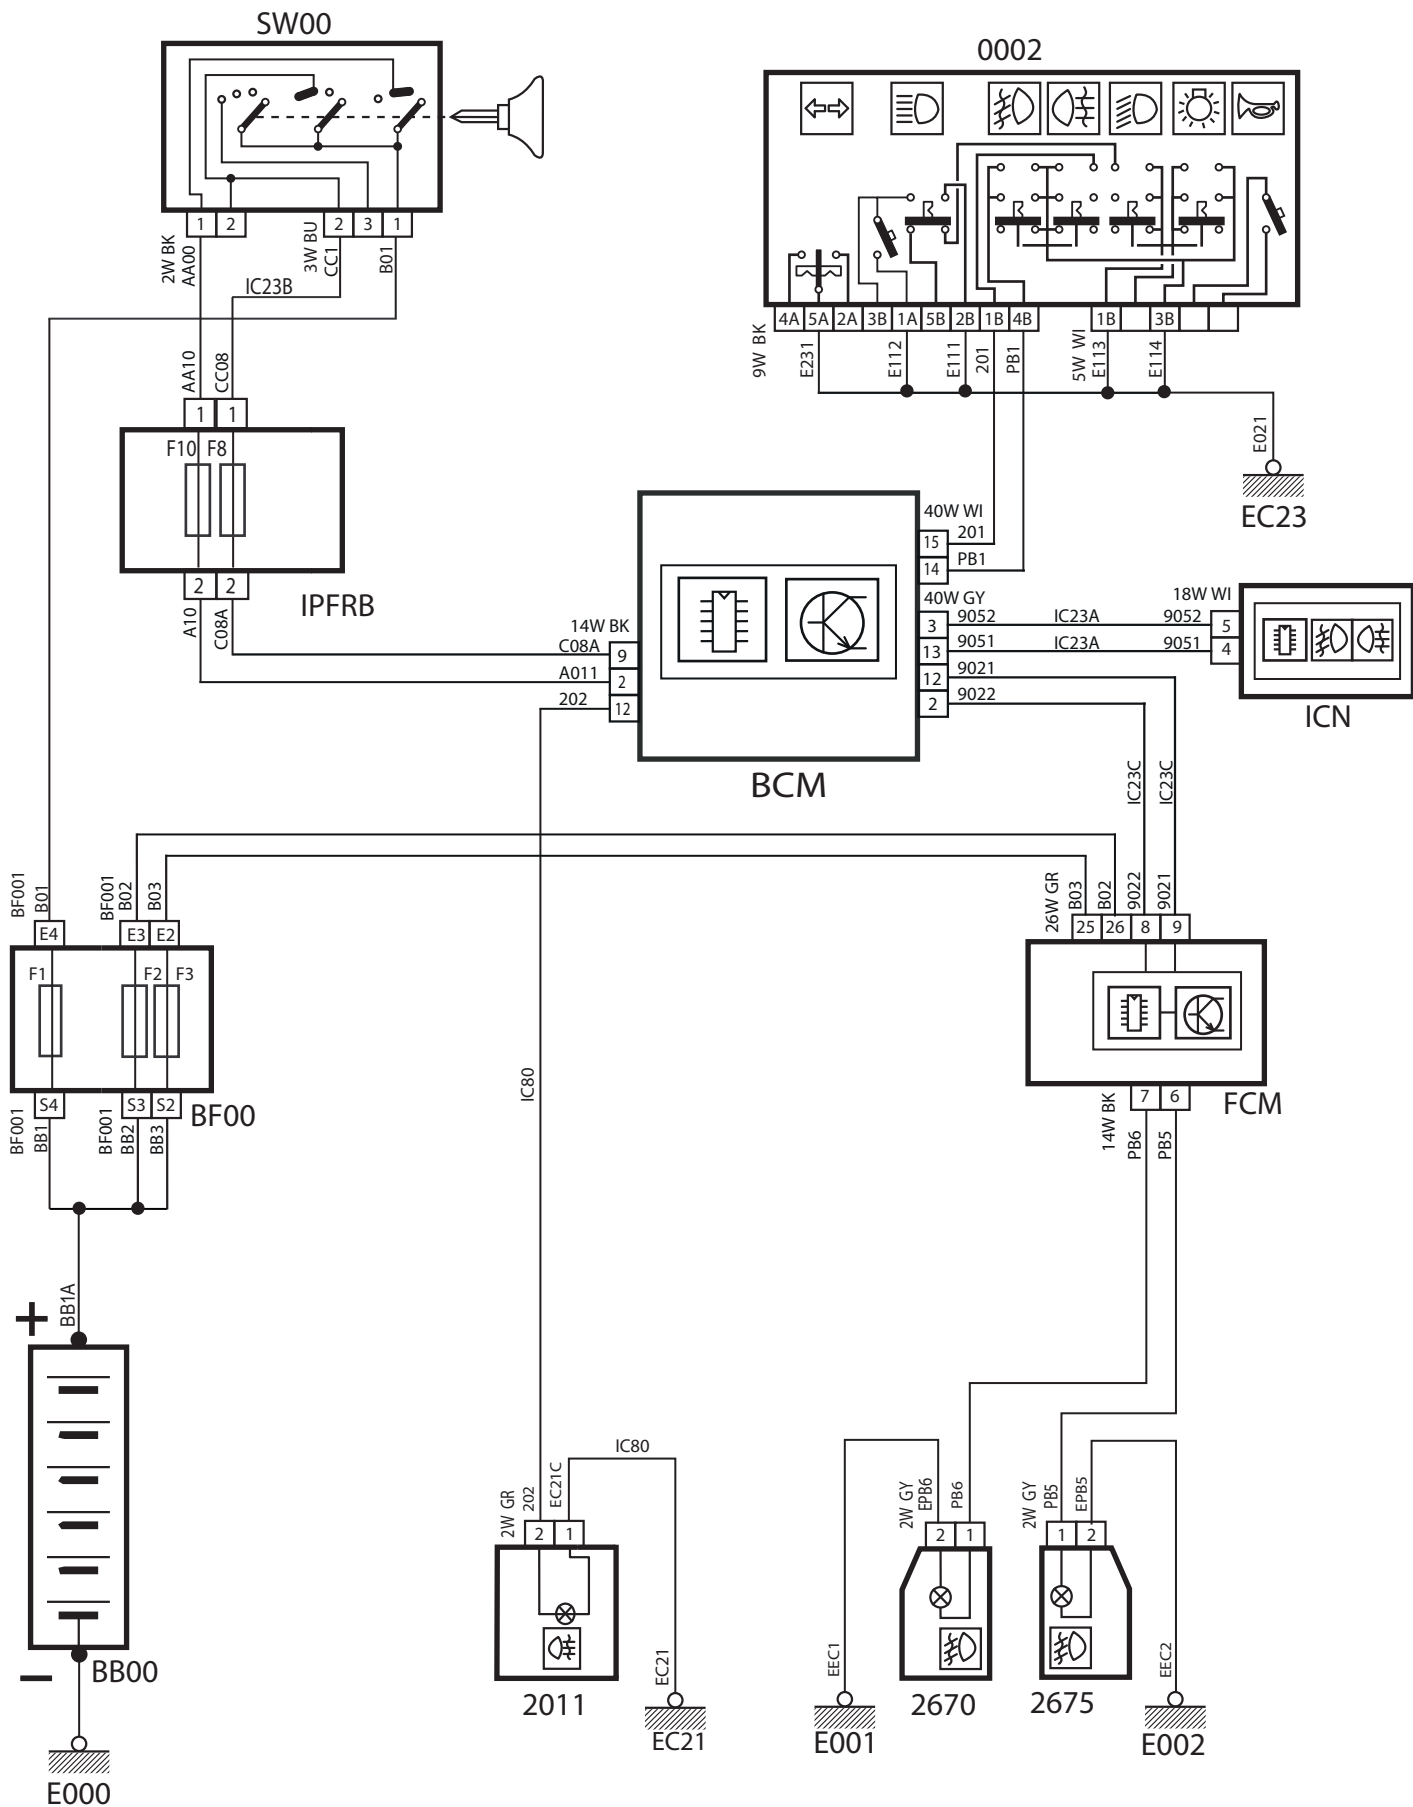 SW00
0002
1 2 2 3 1
2W BK
AA00
3W BU
CC1
B01
IC23B
4A 5A 2A 3B 1A 5B 2B 1B 4B
1B 3B
9W BK
E231
E112
E111
201
PB1
5W WI
E113
E114
E021
EC23
AA10
CC08
1 1
F10 F8
2 2
IPFRB
A10
C08A
40W WI
15 201
14 PB1
40W GY
3 9052 IC23A 9052 5
13 9051 IC23A 9051 4
12 9021
2 9022
18W WI
ICN
14W BK
C08A 9
A011 2
202 12
BCM
IC23C
IC23C
BF001
B01
BF001
B02
B03
E4 E3 E2
F1 F2 F3
S4 S3 S2
BF00
BF001
BB1
BF001
BB2
BB3
26W GR
B03
B02
9022
9021
25 26 8 9
7 6
FCM
14W BK
PB6
PB5
IC80
BB1A
+
−
BB00
E000
IC80
2W GR
202
EC21C
2 1
2011
EC21
EC21
2W GY
EPB6
PB6
2 1
2670
EEC1
E001
2W GY
PB5
EPB5
1 2
2675
EEC2
E002